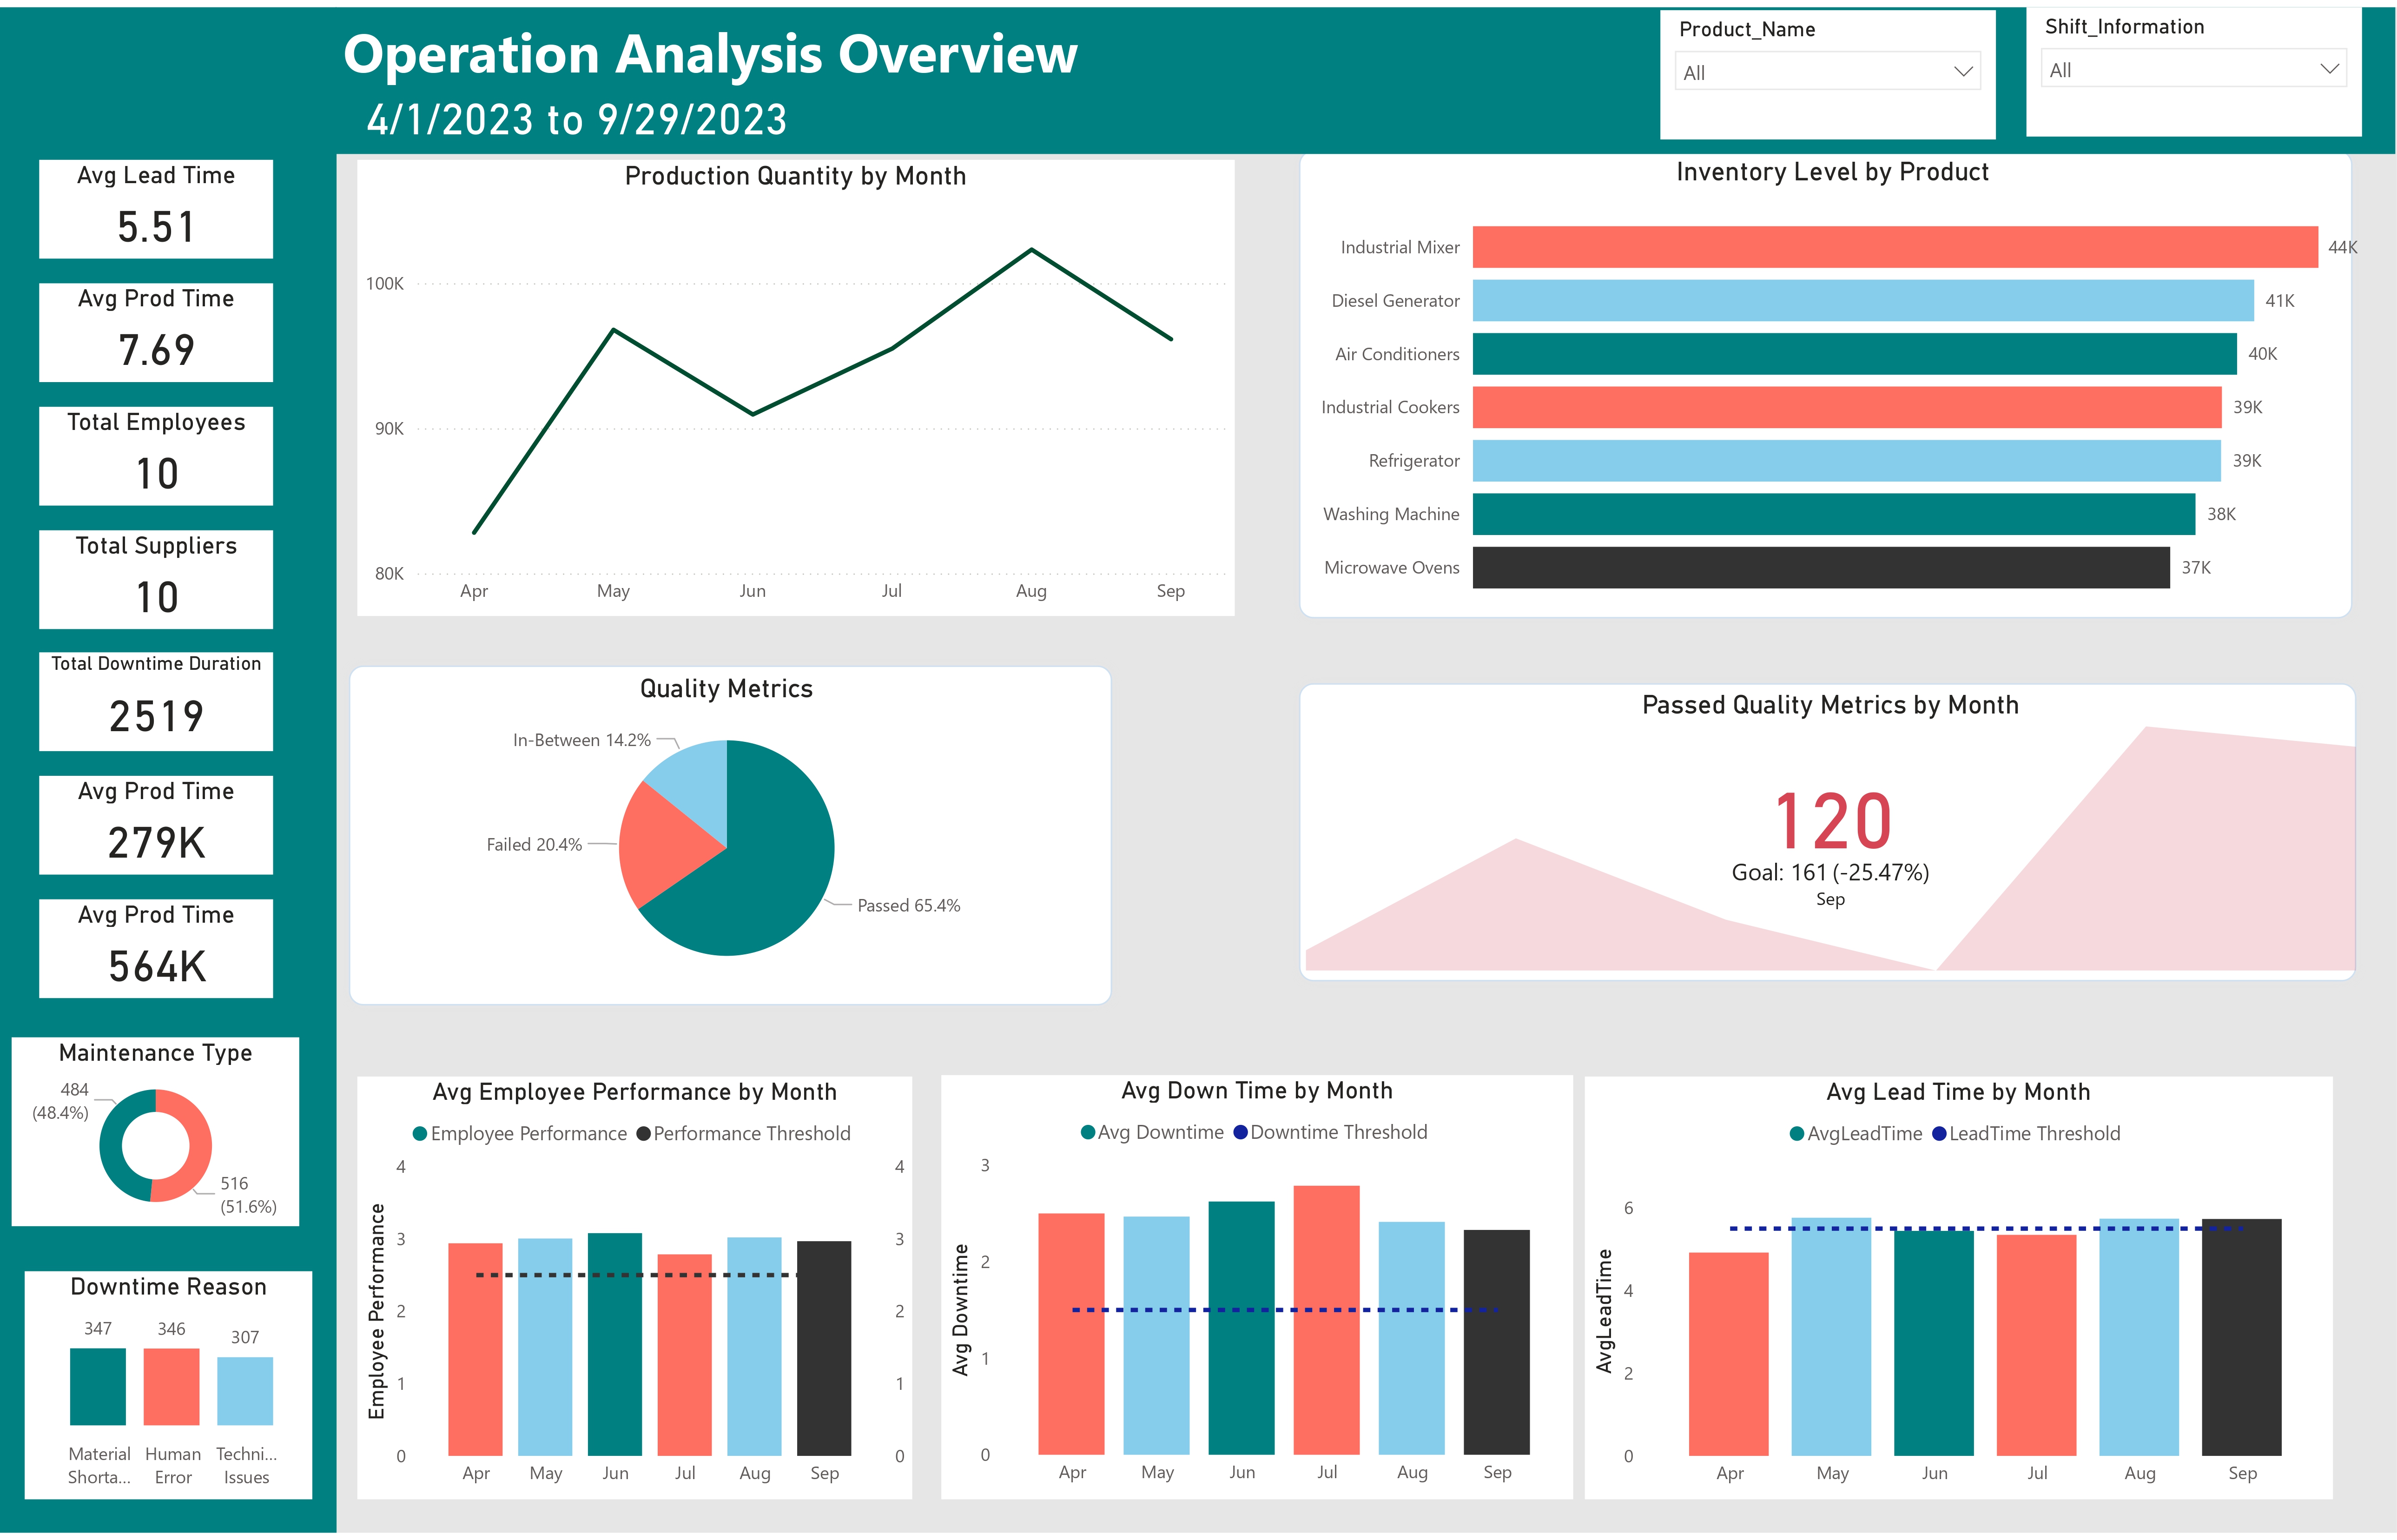 Operation Analysis Overview
4/1/2023 to 9/29/2023
Product_Name
All
Shift_Information
All
Avg Lead Time
5.51
Avg Prod Time
7.69
Total Employees
10
Total Suppliers
10
Total Downtime Duration
2519
Avg Prod Time
279K
Avg Prod Time
564K
Maintenance Type
484
(48.4%)
516
(51.6%)
Downtime Reason
347 346 307
Material Human Techni...
Shorta... Error Issues
Production Quantity by Month
100K
90K
80K
Apr May Jun Jul Aug Sep
Inventory Level by Product
Industrial Mixer 44K
Diesel Generator 41K
Air Conditioners 40K
Industrial Cookers 39K
Refrigerator 39K
Washing Machine 38K
Microwave Ovens 37K
Quality Metrics
In-Between 14.2%
Failed 20.4%
Passed 65.4%
Passed Quality Metrics by Month
120
Goal: 161 (-25.47%)
Sep
Avg Employee Performance by Month
Employee Performance Performance Threshold
Employee Performance
4 4
3 3
2 2
1 1
0 0
Apr May Jun Jul Aug Sep
Avg Down Time by Month
Avg Downtime Downtime Threshold
Avg Downtime
3
2
1
0
Apr May Jun Jul Aug Sep
Avg Lead Time by Month
AvgLeadTime LeadTime Threshold
AvgLeadTime
6
4
2
0
Apr May Jun Jul Aug Sep